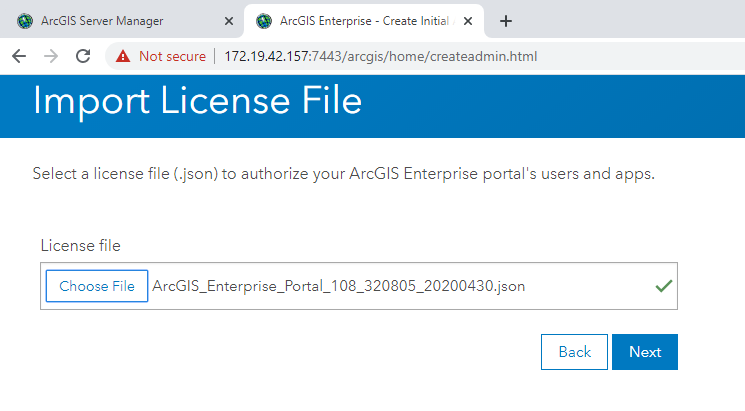 ArcGIS Server Manager
ArcGIS Enterprise - Create Initial
Not secure | 172.19.42.157:7443/arcgis/home/createadmin.html
Import License File
Select a license file (.json) to authorize your ArcGIS Enterprise portal's users and apps.
License file
Choose File ArcGIS_Enterprise_Portal_108_320805_20200430.json
Back Next